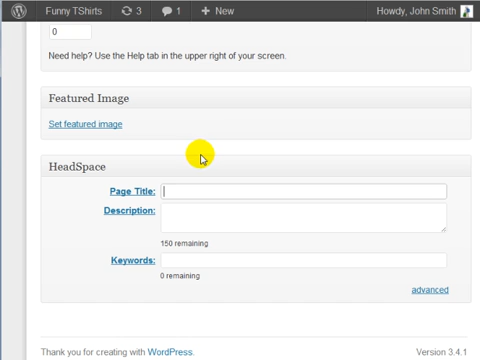 Funny TShirts 3 1 + New Howdy, John Smith
0
Need help? Use the Help tab in the upper right of your screen.
Featured Image
Set featured image
HeadSpace
Page Title:
Description:
150 remaining
Keywords:
0 remaining
advanced
Thank you for creating with WordPress. Version 3.4.1